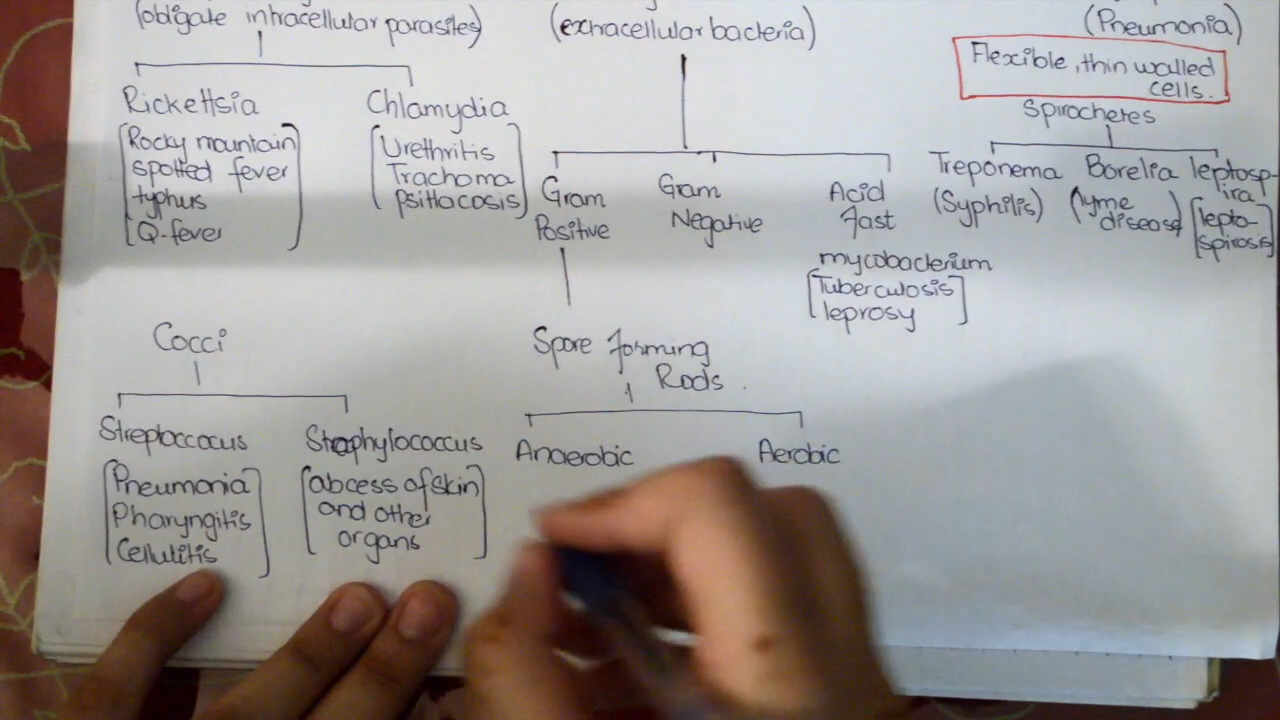 (obligate intracellular parasites)
(extracellular bacteria)
(Pneumonia)
Flexible, thin walled
cells.
Spirochetes
Rickettsia
[Rocky mountain
spotted fever
typhus
Q-fever]
Chlamydia
[Urethritis
Trachoma
Psittacosis]
Gram
Positive
Gram
Negative
Acid
Fast
mycobacterium
[Tuberculosis
leprosy]
Treponema
(Syphilis)
Borelia
(lyme
disease)
leptosp-
ira
[lepto-
spirosis]
Cocci
Streptoccocus
[Pneumonia
Pharyngitis
Cellulitis]
Staphylococcus
[abcess of skin
and other
organs]
Spore forming
Rods.
Anaerobic
Aerobic